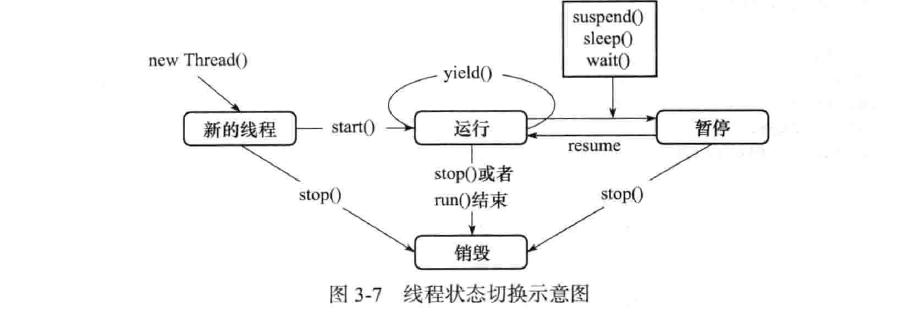 suspend()
sleep()
wait()
new Thread()
yield()
新的线程
start()
运行
暂停
resume
stop()或者
run()结束
stop()
stop()
销毁
图 3-7 线程状态切换示意图